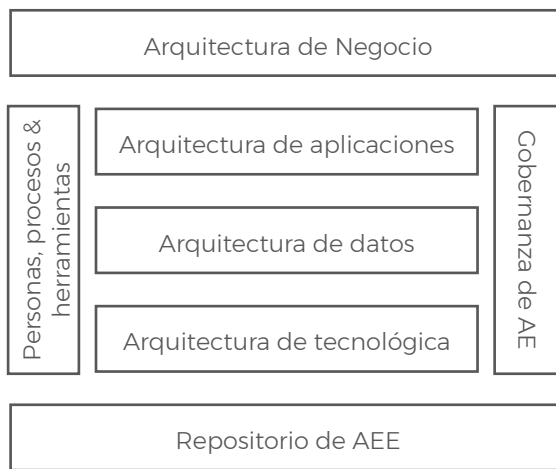 Arquitectura de Negocio
Personas, procesos &
herramientas
Arquitectura de aplicaciones
Arquitectura de datos
Arquitectura de tecnológica
Gobernanza de AE
Repositorio de AEE